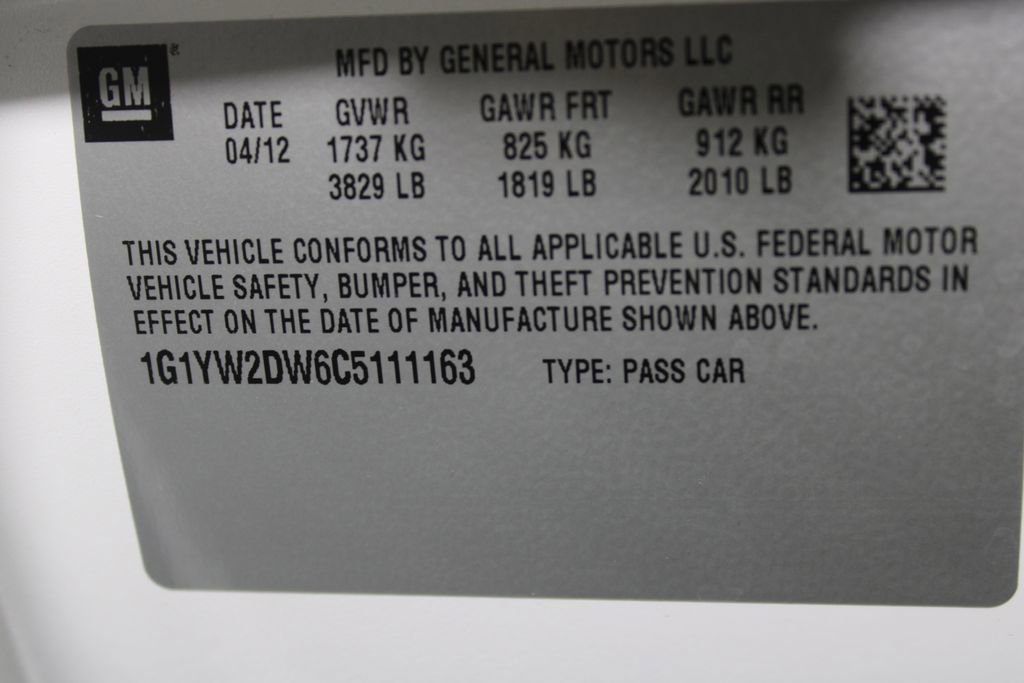 GM®
MFD BY GENERAL MOTORS LLC
DATE GVWR GAWR FRT GAWR RR
04/12 1737 KG 825 KG 912 KG
3829 LB 1819 LB 2010 LB
THIS VEHICLE CONFORMS TO ALL APPLICABLE U.S. FEDERAL MOTOR
VEHICLE SAFETY, BUMPER, AND THEFT PREVENTION STANDARDS IN
EFFECT ON THE DATE OF MANUFACTURE SHOWN ABOVE.
1G1YW2DW6C5111163 TYPE: PASS CAR